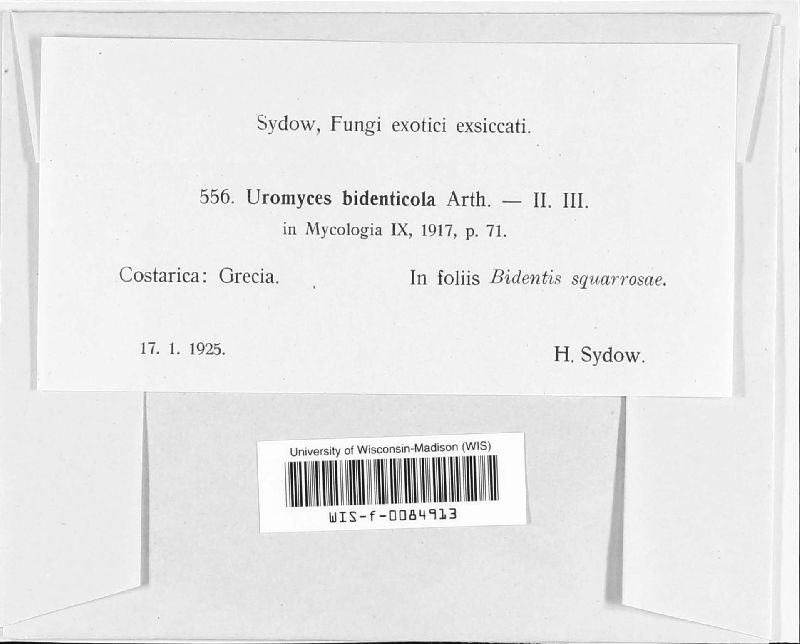 Sydow, Fungi exotici exsiccati.
556. Uromyces bidenticola Arth. — II. III.
in Mycologia IX, 1917, p. 71.
Costarica: Grecia. In foliis Bidentis squarrosae.
17. 1. 1925. H. Sydow.
University of Wisconsin-Madison (WIS)
WIS-f-0084913